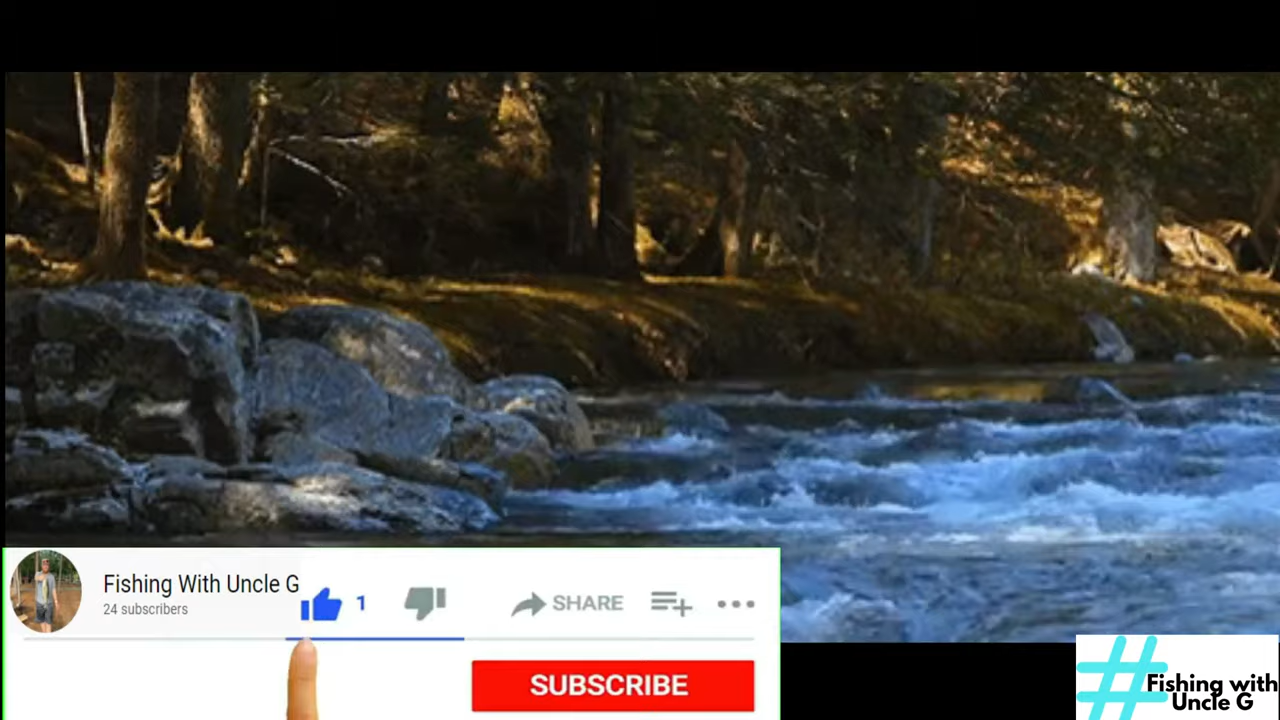 Fishing With Uncle G
24 subscribers
1
SHARE
SUBSCRIBE
#Fishing with
Uncle G